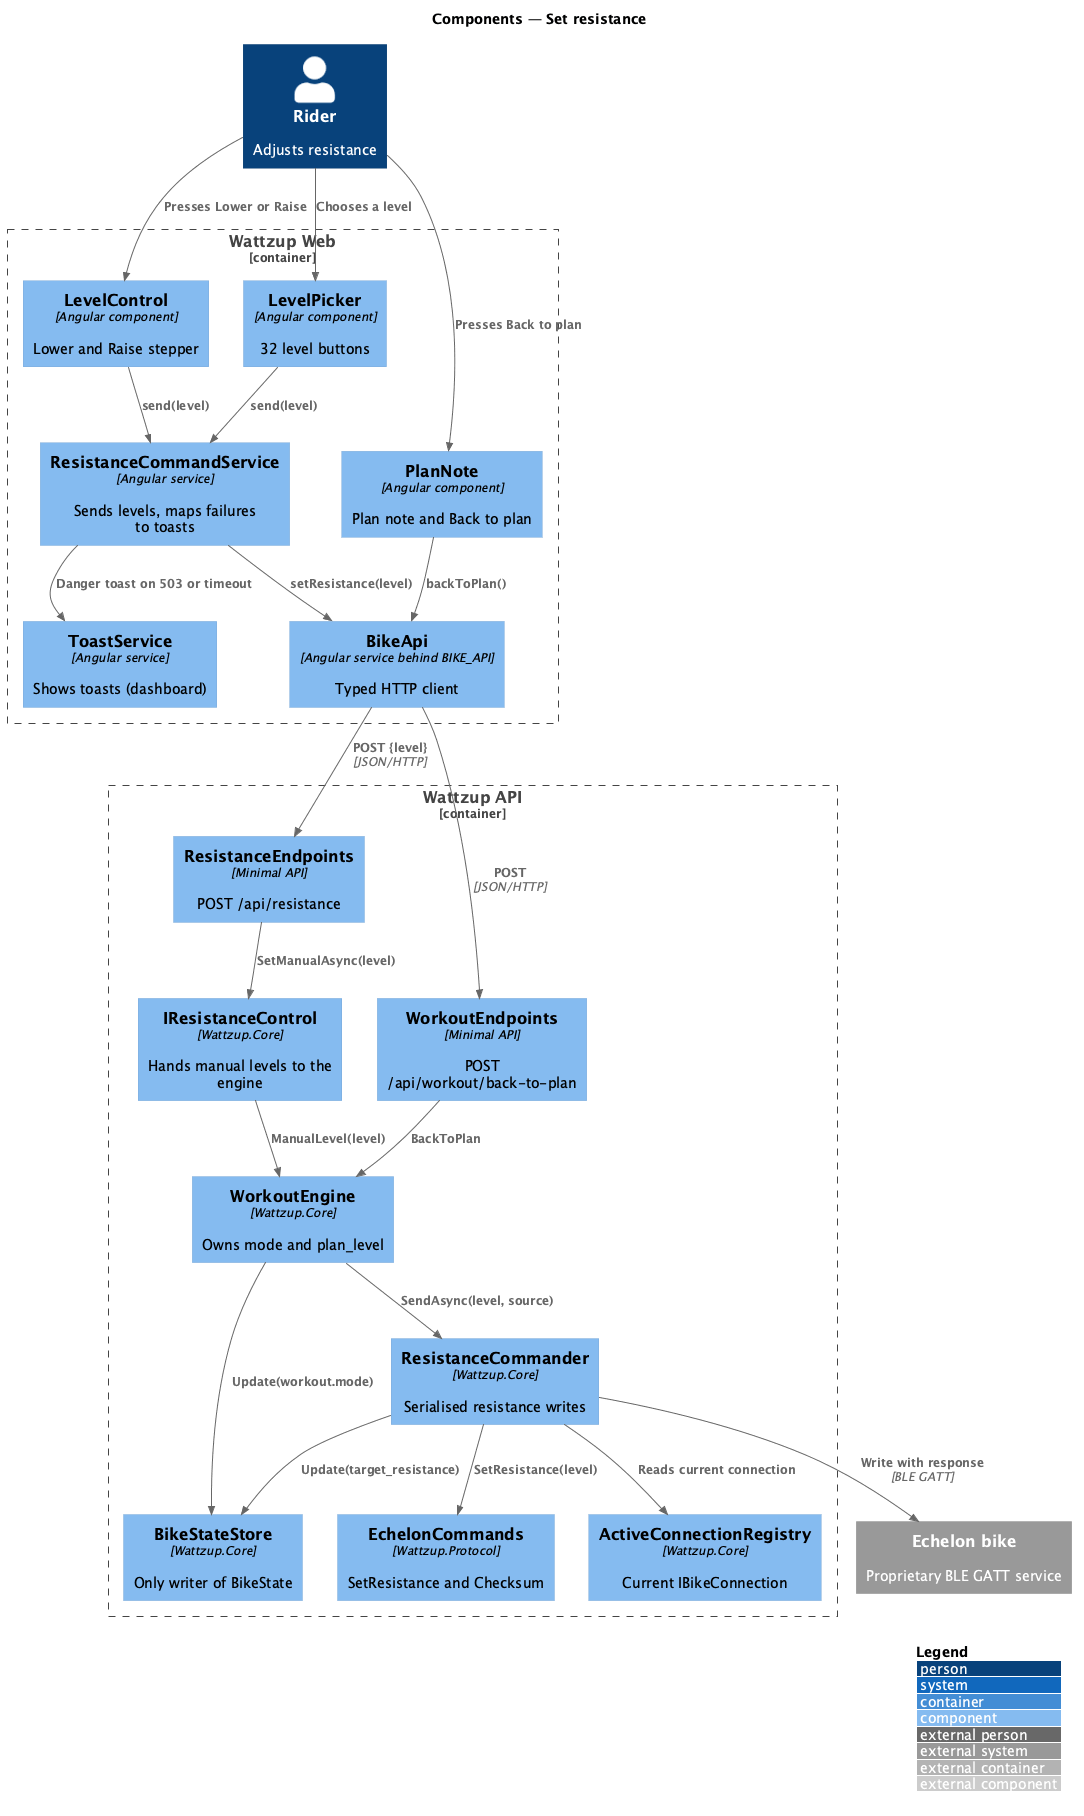 Components — Set resistance
Rider
Adjusts resistance
Presses Lower or Raise
Chooses a level
Wattzup Web
[container]
LevelControl
[Angular component]
Lower and Raise stepper
LevelPicker
[Angular component]
32 level buttons
Presses Back to plan
send(level)
send(level)
ResistanceCommandService
[Angular service]
Sends levels, maps failures
to toasts
PlanNote
[Angular component]
Plan note and Back to plan
Danger toast on 503 or timeout
setResistance(level)
backToPlan()
ToastService
[Angular service]
Shows toasts (dashboard)
BikeApi
[Angular service behind BIKE_API]
Typed HTTP client
POST {level}
[JSON/HTTP]
Wattzup API
[container]
ResistanceEndpoints
[Minimal API]
POST /api/resistance
POST
[JSON/HTTP]
SetManualAsync(level)
IResistanceControl
[Wattzup.Core]
Hands manual levels to the
engine
WorkoutEndpoints
[Minimal API]
POST
/api/workout/back-to-plan
ManualLevel(level)
BackToPlan
WorkoutEngine
[Wattzup.Core]
Owns mode and plan_level
SendAsync(level, source)
ResistanceCommander
[Wattzup.Core]
Serialised resistance writes
Update(workout.mode)
Update(target_resistance)
SetResistance(level)
Reads current connection
Write with response
[BLE GATT]
BikeStateStore
[Wattzup.Core]
Only writer of BikeState
EchelonCommands
[Wattzup.Protocol]
SetResistance and Checksum
ActiveConnectionRegistry
[Wattzup.Core]
Current IBikeConnection
Echelon bike
Proprietary BLE GATT service
Legend
person
system
container
component
external person
external system
external container
external component